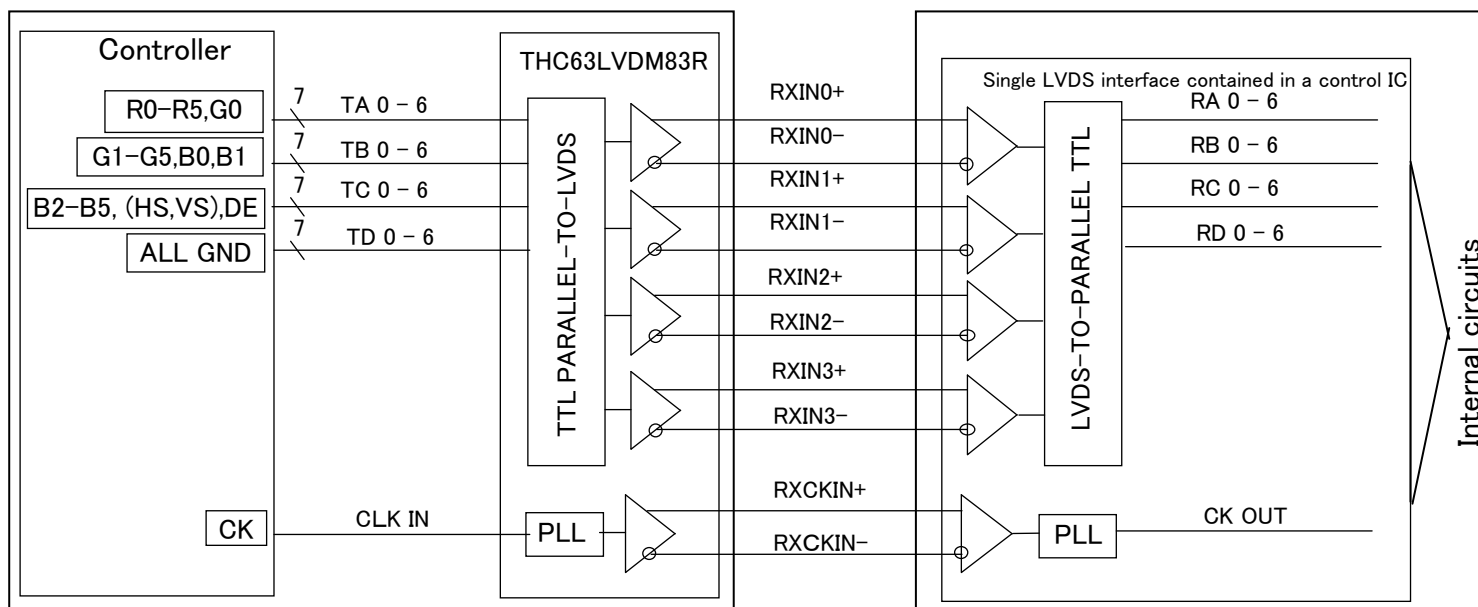 Controller
R0-R5,G0
G1-G5,B0,B1
B2-B5, (HS,VS),DE
ALL GND
CK
7
TA 0 - 6
7
TB 0 - 6
7
TC 0 - 6
7
TD 0 - 6
CLK IN
THC63LVDM83R
TTL PARALLEL-TO-LVDS
PLL
RXIN0+
RXIN0-
RXIN1+
RXIN1-
RXIN2+
RXIN2-
RXIN3+
RXIN3-
RXCKIN+
RXCKIN-
Single LVDS interface contained in a control IC
LVDS-TO-PARALLEL TTL
PLL
RA 0 - 6
RB 0 - 6
RC 0 - 6
RD 0 - 6
CK OUT
Internal circuits